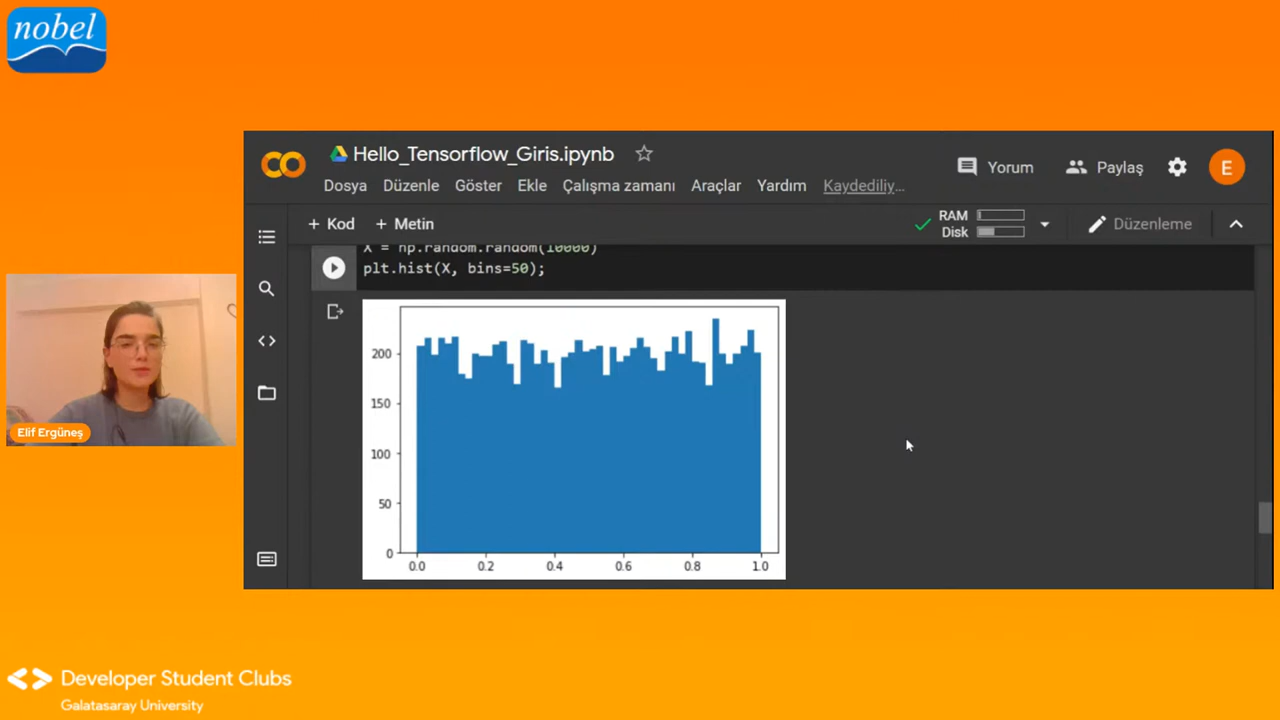 nobel
Hello_Tensorflow_Giris.ipynb
Yorum
Paylaş
E
Dosya Düzenle Göster Ekle Çalışma zamanı Araçlar Yardım Kaydediliy…
+ Kod + Metin
RAM
Disk
Düzenleme
X = np.random.random(10000)
plt.hist(X, bins=50);
200
150
100
50
0
0.0 0.2 0.4 0.6 0.8 1.0
Elif Ergüneş
Developer Student Clubs
Galatasaray University